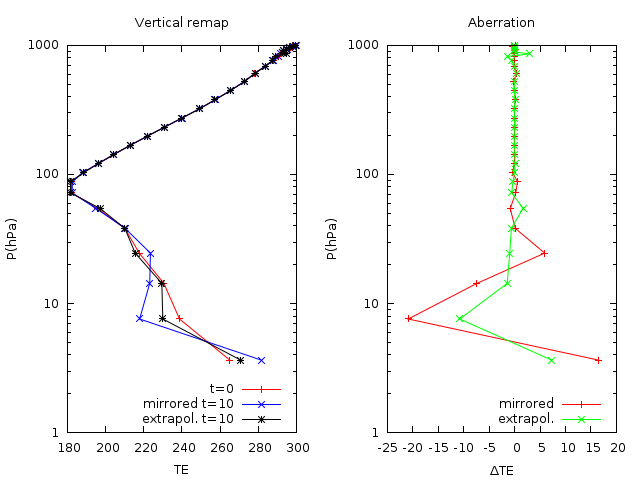 Vertical remap
1000
100
10
1
P(hPa)
t=0
mirrored t=10
extrapol. t=10
180 200 220 240 260 280 300
TE
Aberration
1000
100
10
1
P(hPa)
mirrored
extrapol.
-25 -20 -15 -10 -5 0 5 10 15 20
ΔTE